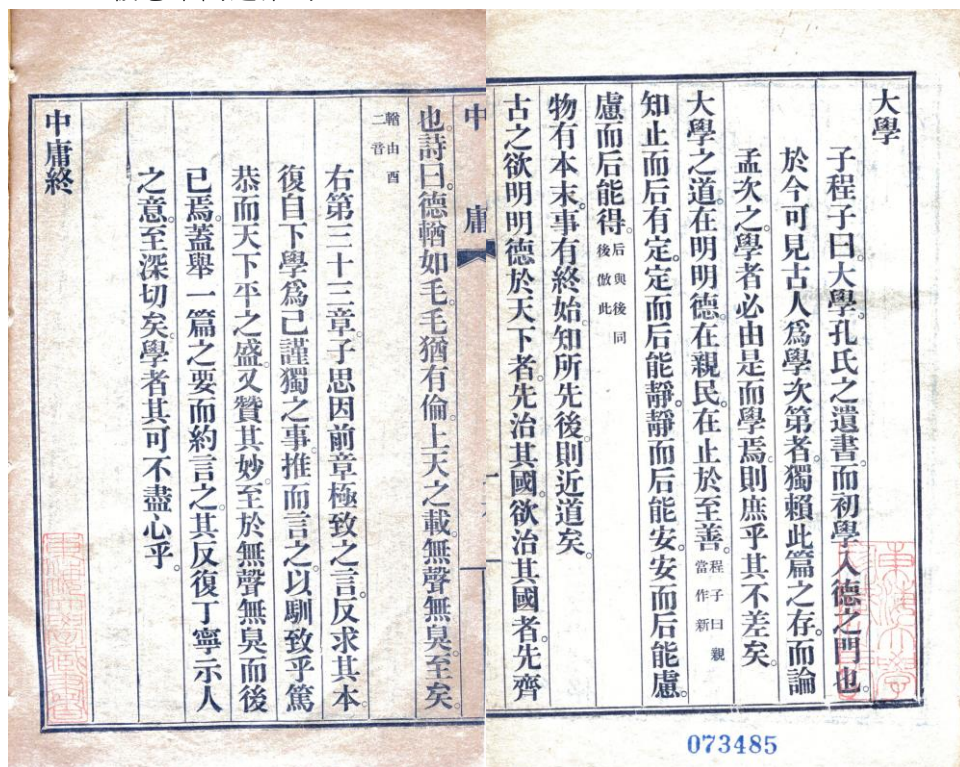 大學
子程子曰。大學。孔氏之遺書。而初學入德之門也。
於今可見古人爲學次第者。獨賴此篇之存。而論
孟次之。學者必由是而學焉。則庶乎其不差矣。
大學之道。在明明德。在親民。在止於至善。程子曰親當作新
知止而后有定。定而后能靜。靜而后能安。安而后能慮。
慮而后能得。后與後同後倣此
物有本末。事有終始。知所先後。則近道矣。
古之欲明明德於天下者。先治其國。欲治其國者。先齊
中庸
也。詩曰。德輶如毛。毛猶有倫。上天之載。無聲無臭。至矣。
輶由酉二音
右第三十三章。子思因前章極致之言。反求其本。
復自下學爲己謹獨之事。推而言之。以馴致乎篤
恭而天下平之盛。又贊其妙。至於無聲無臭而後
已焉。蓋舉一篇之要而約言之。其反復丁寧示人
之意。至深切矣。學者其可不盡心乎。
中庸終
073485